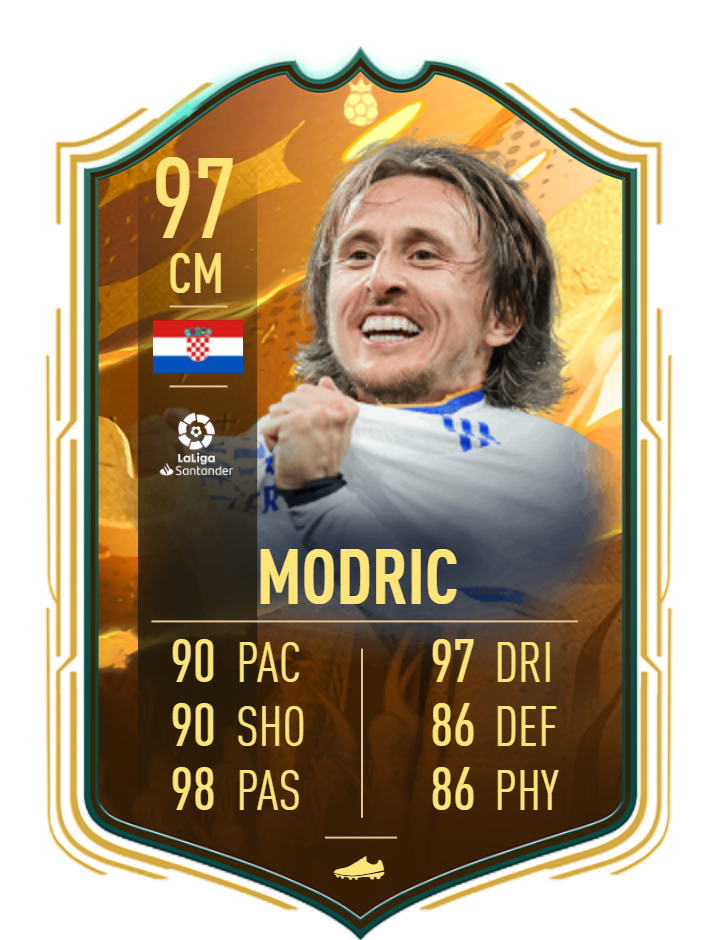 97
CM
LaLiga
Santander
MODRIC
90 PAC
90 SHO
98 PAS
97 DRI
86 DEF
86 PHY